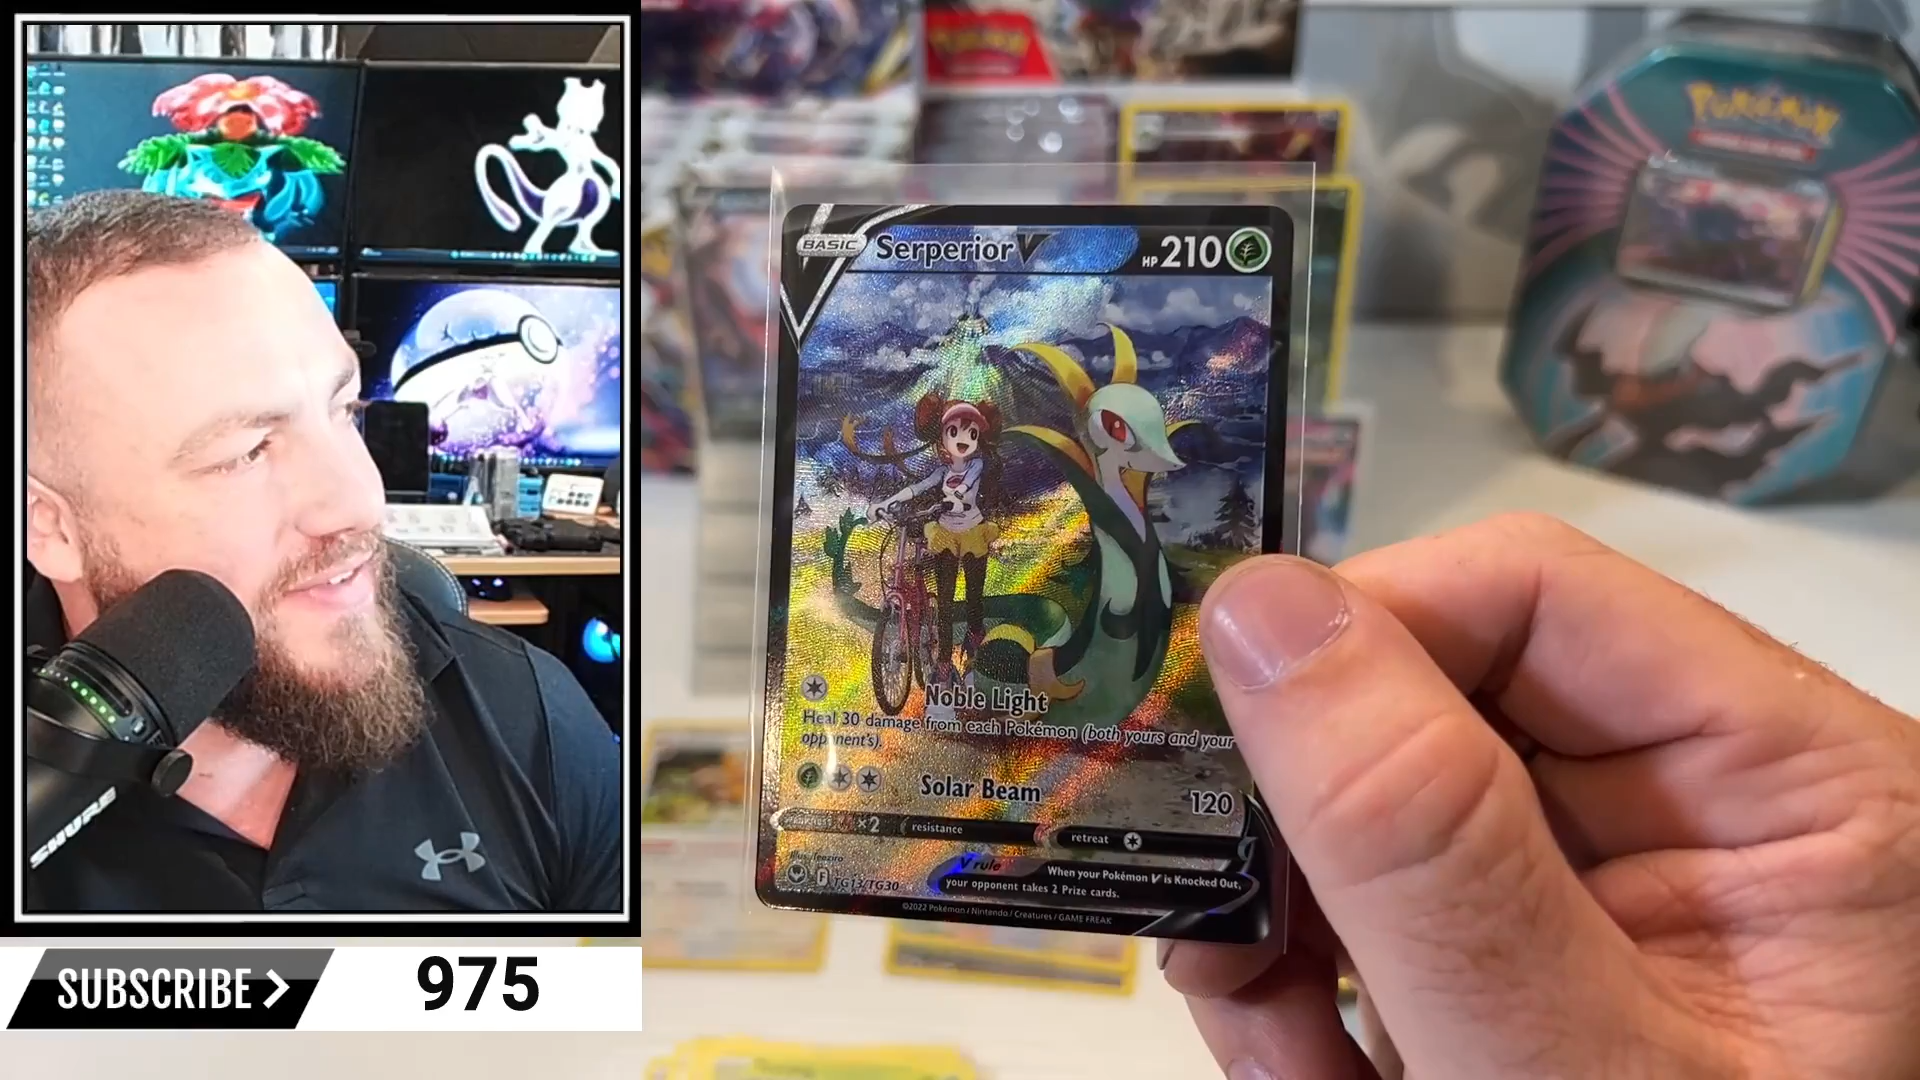 POKÉMON
BASIC
Serperior V
HP 210
Noble Light
Heal 30 damage from each Pokémon (both yours and your
opponent's).
Solar Beam
120
×2
resistance
retreat
V rule
When your Pokémon V is Knocked Out,
your opponent takes 2 Prize cards.
F
TG13/TG30
©2022 Pokémon / Nintendo / Creatures / GAME FREAK
SHURE
SUBSCRIBE
975